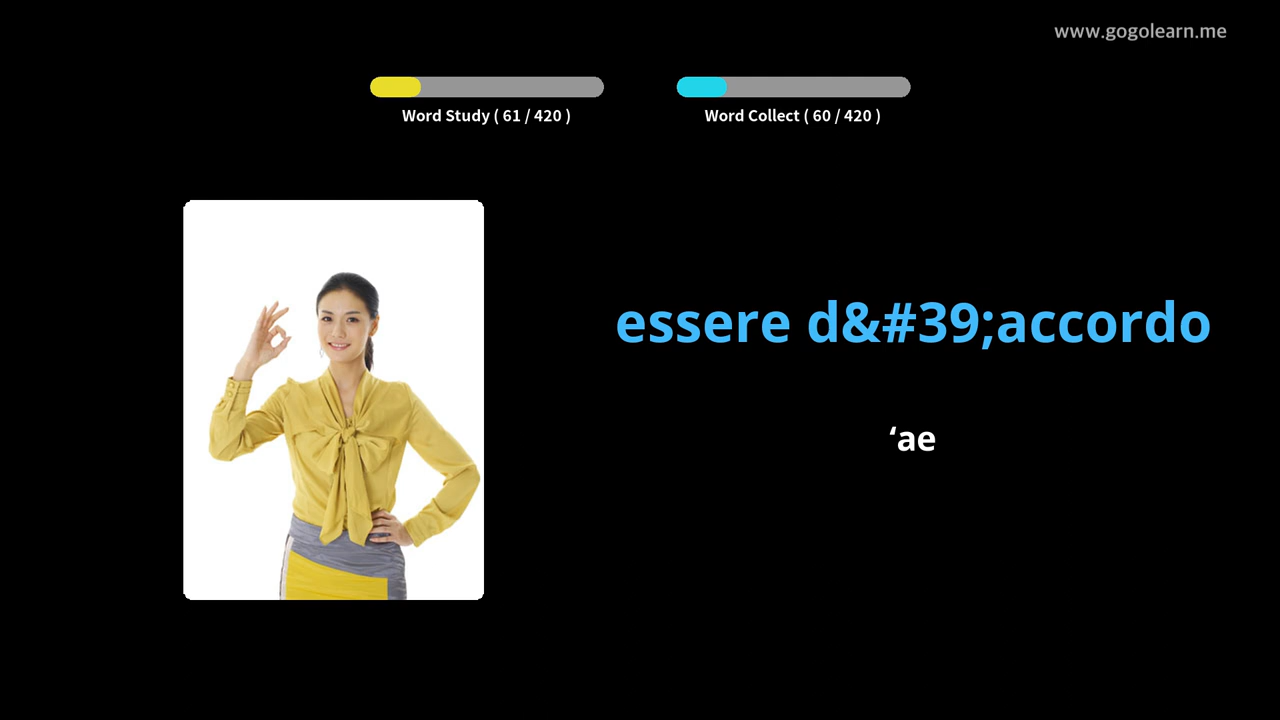 www.gogolearn.me
Word Study ( 61 / 420 )
Word Collect ( 60 / 420 )
essere d&#39;accordo
‘ae